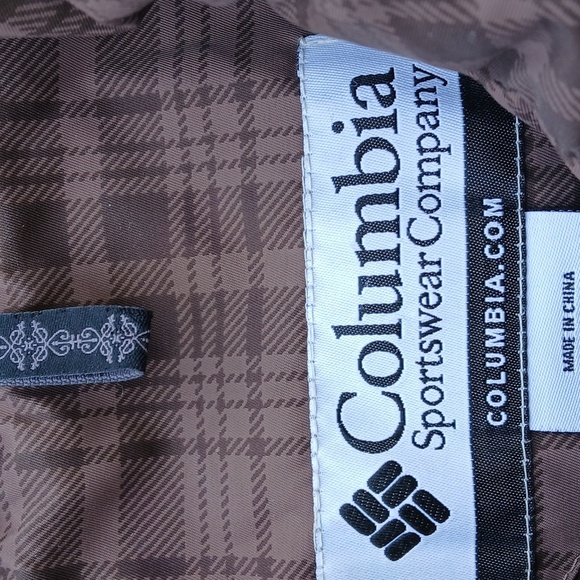 Columbia
Sportswear Company
COLUMBIA.COM
MADE IN CHINA